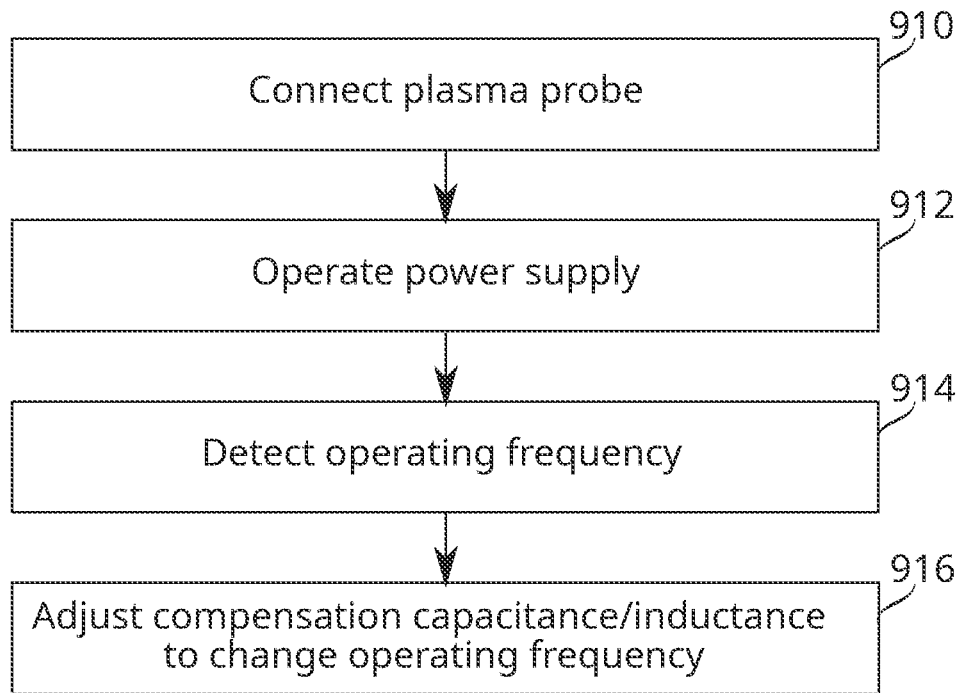 910
Connect plasma probe
912
Operate power supply
914
Detect operating frequency
916
Adjust compensation capacitance/inductance
to change operating frequency